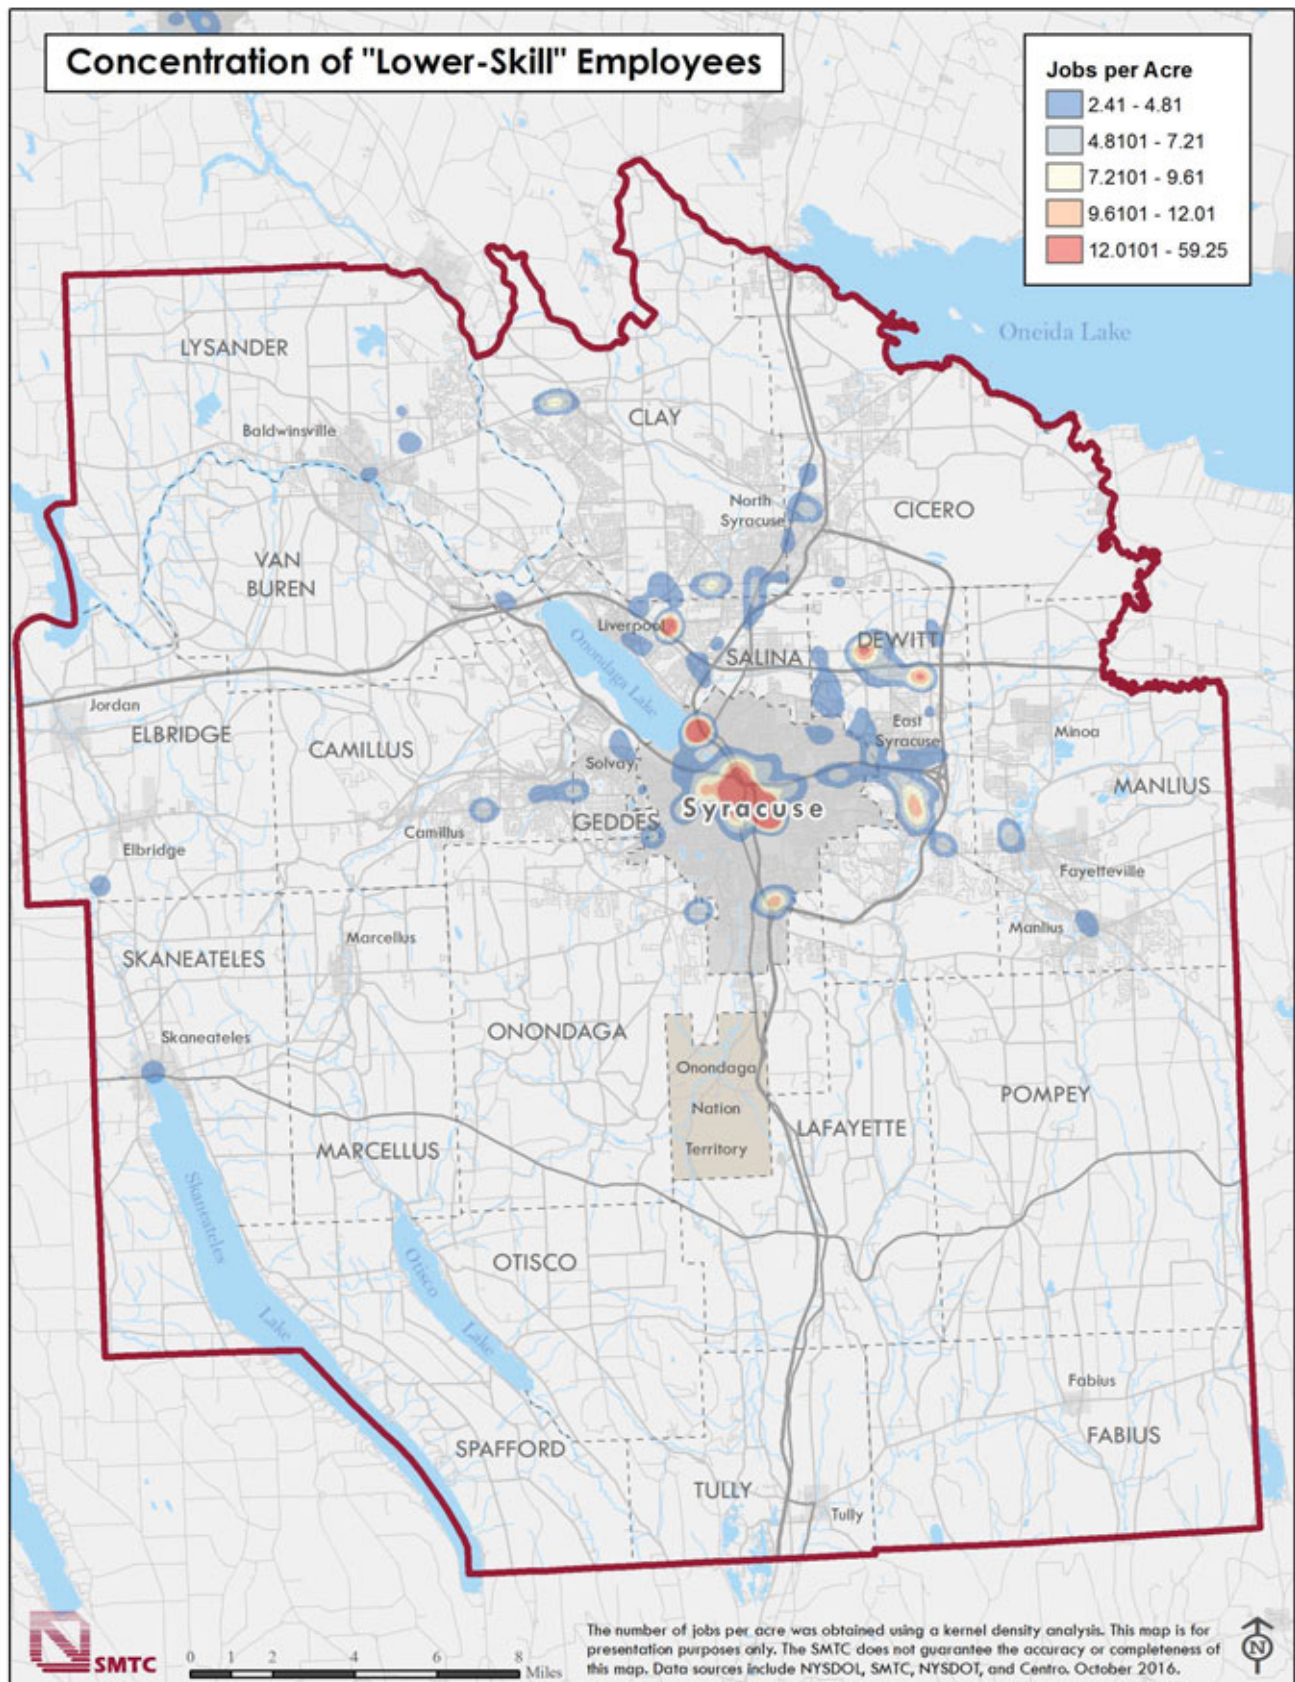 Concentration of "Lower-Skill" Employees
Jobs per Acre
2.41 - 4.81
4.8101 - 7.21
7.2101 - 9.61
9.6101 - 12.01
12.0101 - 59.25
Oneida Lake
LYSANDER
CLAY
Baldwinsville
North
Syracuse
CICERO
VAN
BUREN
Liverpool
Onondaga Lake
SALINA
DEWITT
Jordan
ELBRIDGE
CAMILLUS
Solvay
East
Syracuse
Minoa
MANLIUS
Syracuse
GEDDES
Camillus
Elbridge
Fayetteville
Manlius
SKANEATELES
Marcellus
Skaneateles
ONONDAGA
Onondaga
Nation
Territory
POMPEY
LAFAYETTE
MARCELLUS
Skaneateles
Lake
Otisco
Lake
OTISCO
Fabius
FABIUS
SPAFFORD
TULLY
Tully
SMTC
0 1 2 4 6 8
Miles
The number of jobs per acre was obtained using a kernel density analysis. This map is for
presentation purposes only. The SMTC does not guarantee the accuracy or completeness of
this map. Data sources include NYSDOL, SMTC, NYSDOT, and Centro. October 2016.
N